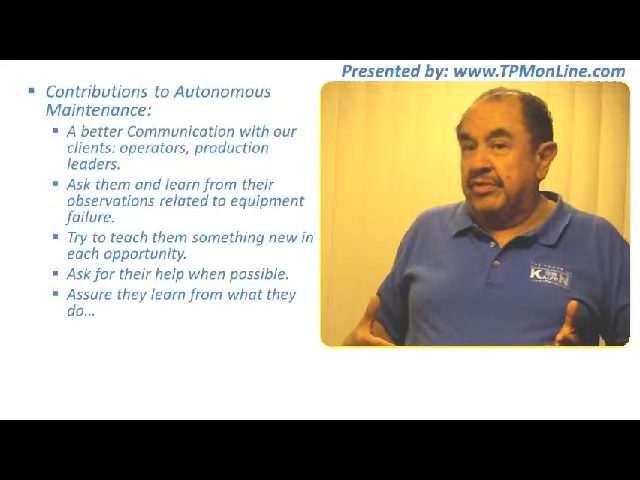 Presented by: www.TPMonLine.com
Contributions to Autonomous
Maintenance:
A better Communication with our
clients: operators, production
leaders.
Ask them and learn from their
observations related to equipment
failure.
Try to teach them something new in
each opportunity.
Ask for their help when possible.
Assure they learn from what they
do...